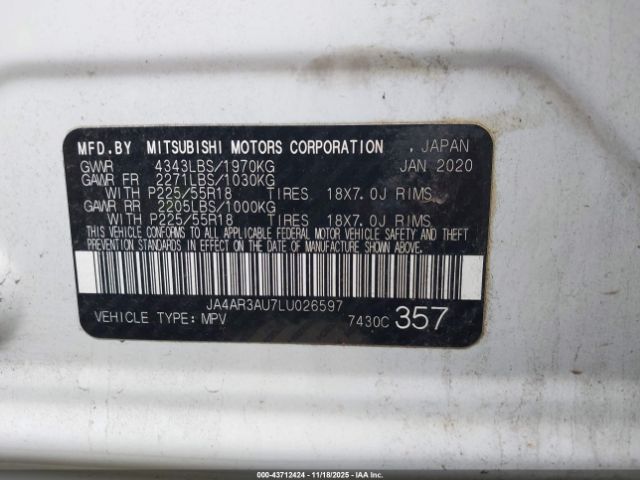 MFD.BY MITSUBISHI MOTORS CORPORATION . JAPAN
GVWR 4343LBS/1970KG JAN 2020
GAWR FR 2271LBS/1030KG
WITH P225/55R18 TIRES 18X7.0J RIMS
GAWR RR 2205LBS/1000KG
WITH P225/55R18 TIRES 18X7.0J RIMS
THIS VEHICLE CONFORMS TO ALL APPLICABLE FEDERAL MOTOR VEHICLE SAFETY AND THEFT
PREVENTION STANDARDS IN EFFECT ON THE DATE OF MANUFACTURE SHOWN ABOVE.
JA4AR3AU7LU026597
VEHICLE TYPE: MPV 7430C 357
000-43712424 | 11/18/2025 | IAAI.COM